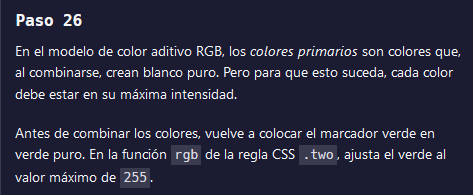 Paso 26
En el modelo de color aditivo RGB, los colores primarios son colores que,
al combinarse, crean blanco puro. Pero para que esto suceda, cada color
debe estar en su máxima intensidad.
Antes de combinar los colores, vuelve a colocar el marcador verde en
verde puro. En la función rgb de la regla CSS .two, ajusta el verde al
valor máximo de 255.